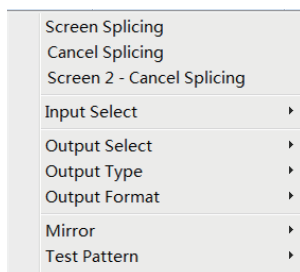 Screen Splicing
Cancel Splicing
Screen 2 - Cancel Splicing
Input Select
Output Select
Output Type
Output Format
Mirror
Test Pattern